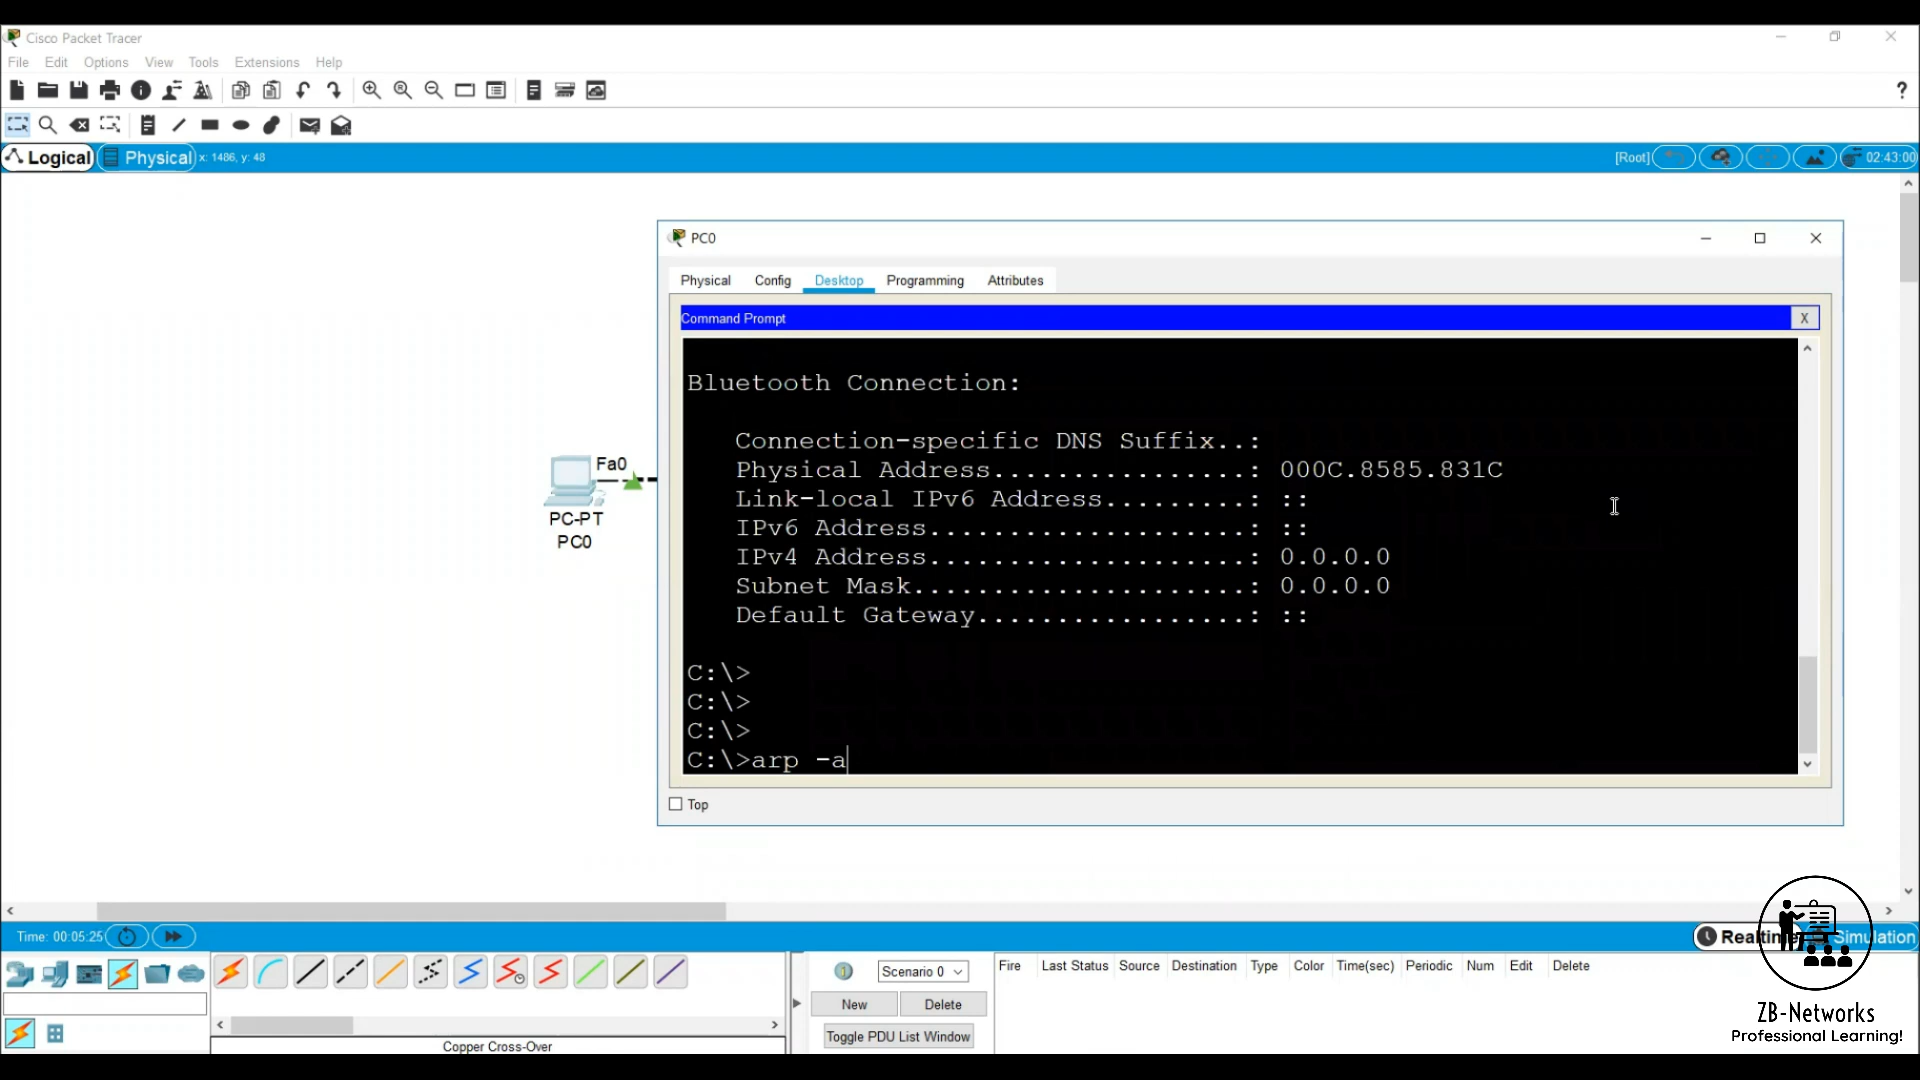 Cisco Packet Tracer
File Edit Options View Tools Extensions Help
?
Logical Physical x: 1486, y: 48 [Root] 02:43:00
PC0
Physical Config Desktop Programming Attributes
Command Prompt X
Bluetooth Connection:
Connection-specific DNS Suffix..:
Physical Address................: 000C.8585.831C
Link-local IPv6 Address.........: ::
IPv6 Address....................: ::
IPv4 Address....................: 0.0.0.0
Subnet Mask.....................: 0.0.0.0
Default Gateway.................: ::
C:\>
C:\>
C:\>
C:\>arp -a
Top
Fa0
PC-PT
PC0
Time: 00:05:25
Realtime Simulation
Scenario 0
New Delete
Toggle PDU List Window
Fire Last Status Source Destination Type Color Time(sec) Periodic Num Edit Delete
Copper Cross-Over
ZB-Networks
Professional Learning!